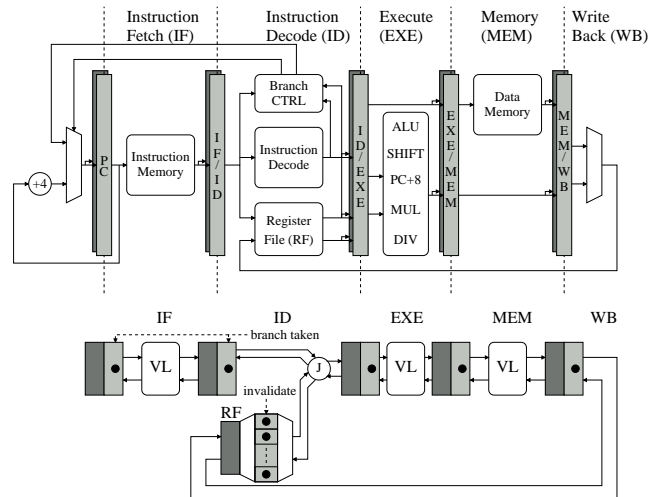 Instruction
Fetch (IF)
Instruction
Decode (ID)
Execute
(EXE)
Memory
(MEM)
Write
Back (WB)
Branch
CTRL
Data
Memory
PC
IF/ID
ID/EXE
EXE/MEM
MEM/WB
ALU
SHIFT
PC+8
MUL
DIV
Instruction
Memory
Instruction
Decode
+4
Register
File (RF)
IF
ID
EXE
MEM
WB
branch taken
VL
J
VL
VL
invalidate
RF